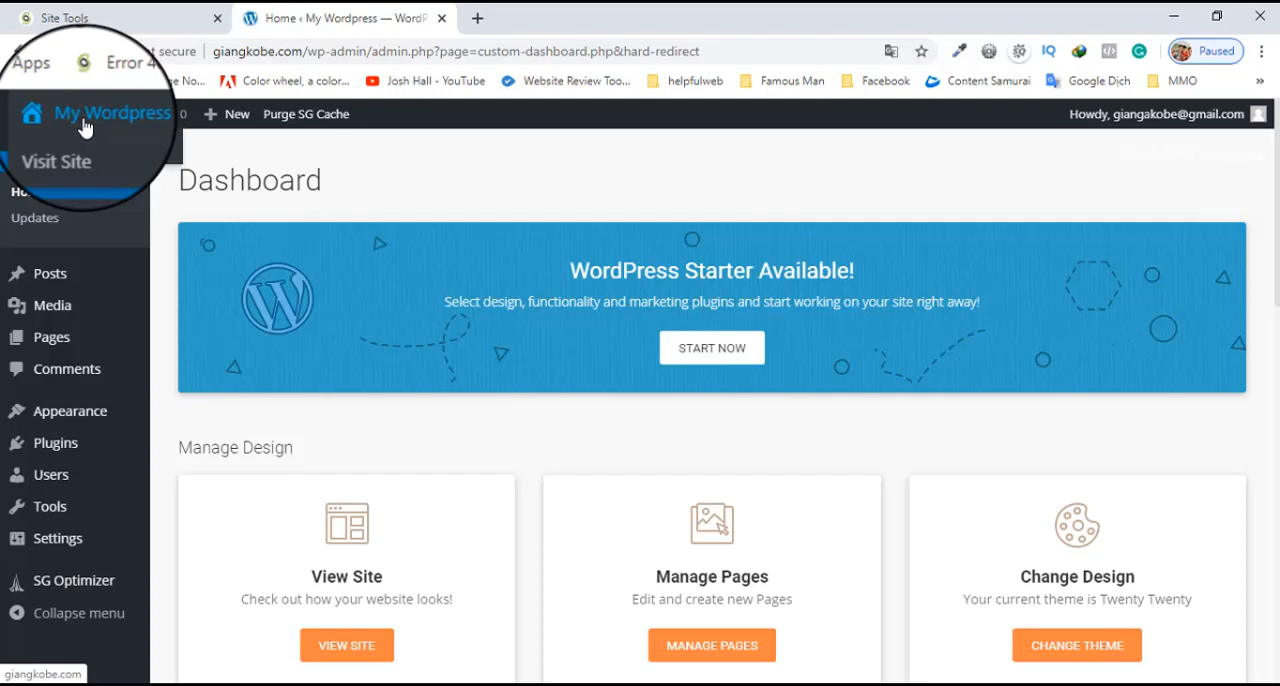 Site Tools
Home ‹ My Wordpress — WordP
t secure
giangkobe.com/wp-admin/admin.php?page=custom-dashboard.php&hard-redirect
IQ
Paused
Apps
Error 4
ne No...
Color wheel, a color...
Josh Hall - YouTube
Website Review Too...
helpfulweb
Famous Man
Facebook
Content Samurai
Google Dịch
MMO
»
My Wordpress
0
New
Purge SG Cache
Howdy, giangakobe@gmail.com
Visit Site
Dashboard
Ho
Updates
Posts
Media
Pages
Comments
Appearance
Plugins
Users
Tools
Settings
SG Optimizer
Collapse menu
WordPress Starter Available!
Select design, functionality and marketing plugins and start working on your site right away!
START NOW
Manage Design
View Site
Check out how your website looks!
VIEW SITE
Manage Pages
Edit and create new Pages
MANAGE PAGES
Change Design
Your current theme is Twenty Twenty
CHANGE THEME
giangkobe.com